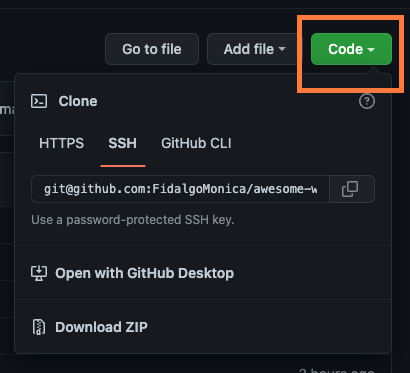 Go to file
Add file
Code
Clone
HTTPS
SSH
GitHub CLI
git@github.com:FidalgoMonica/awesome-w
Use a password-protected SSH key.
Open with GitHub Desktop
Download ZIP